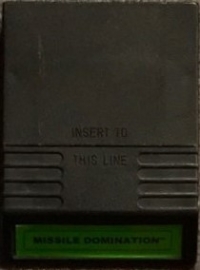 INSERT TO
THIS LINE
MISSILE DOMINATION™